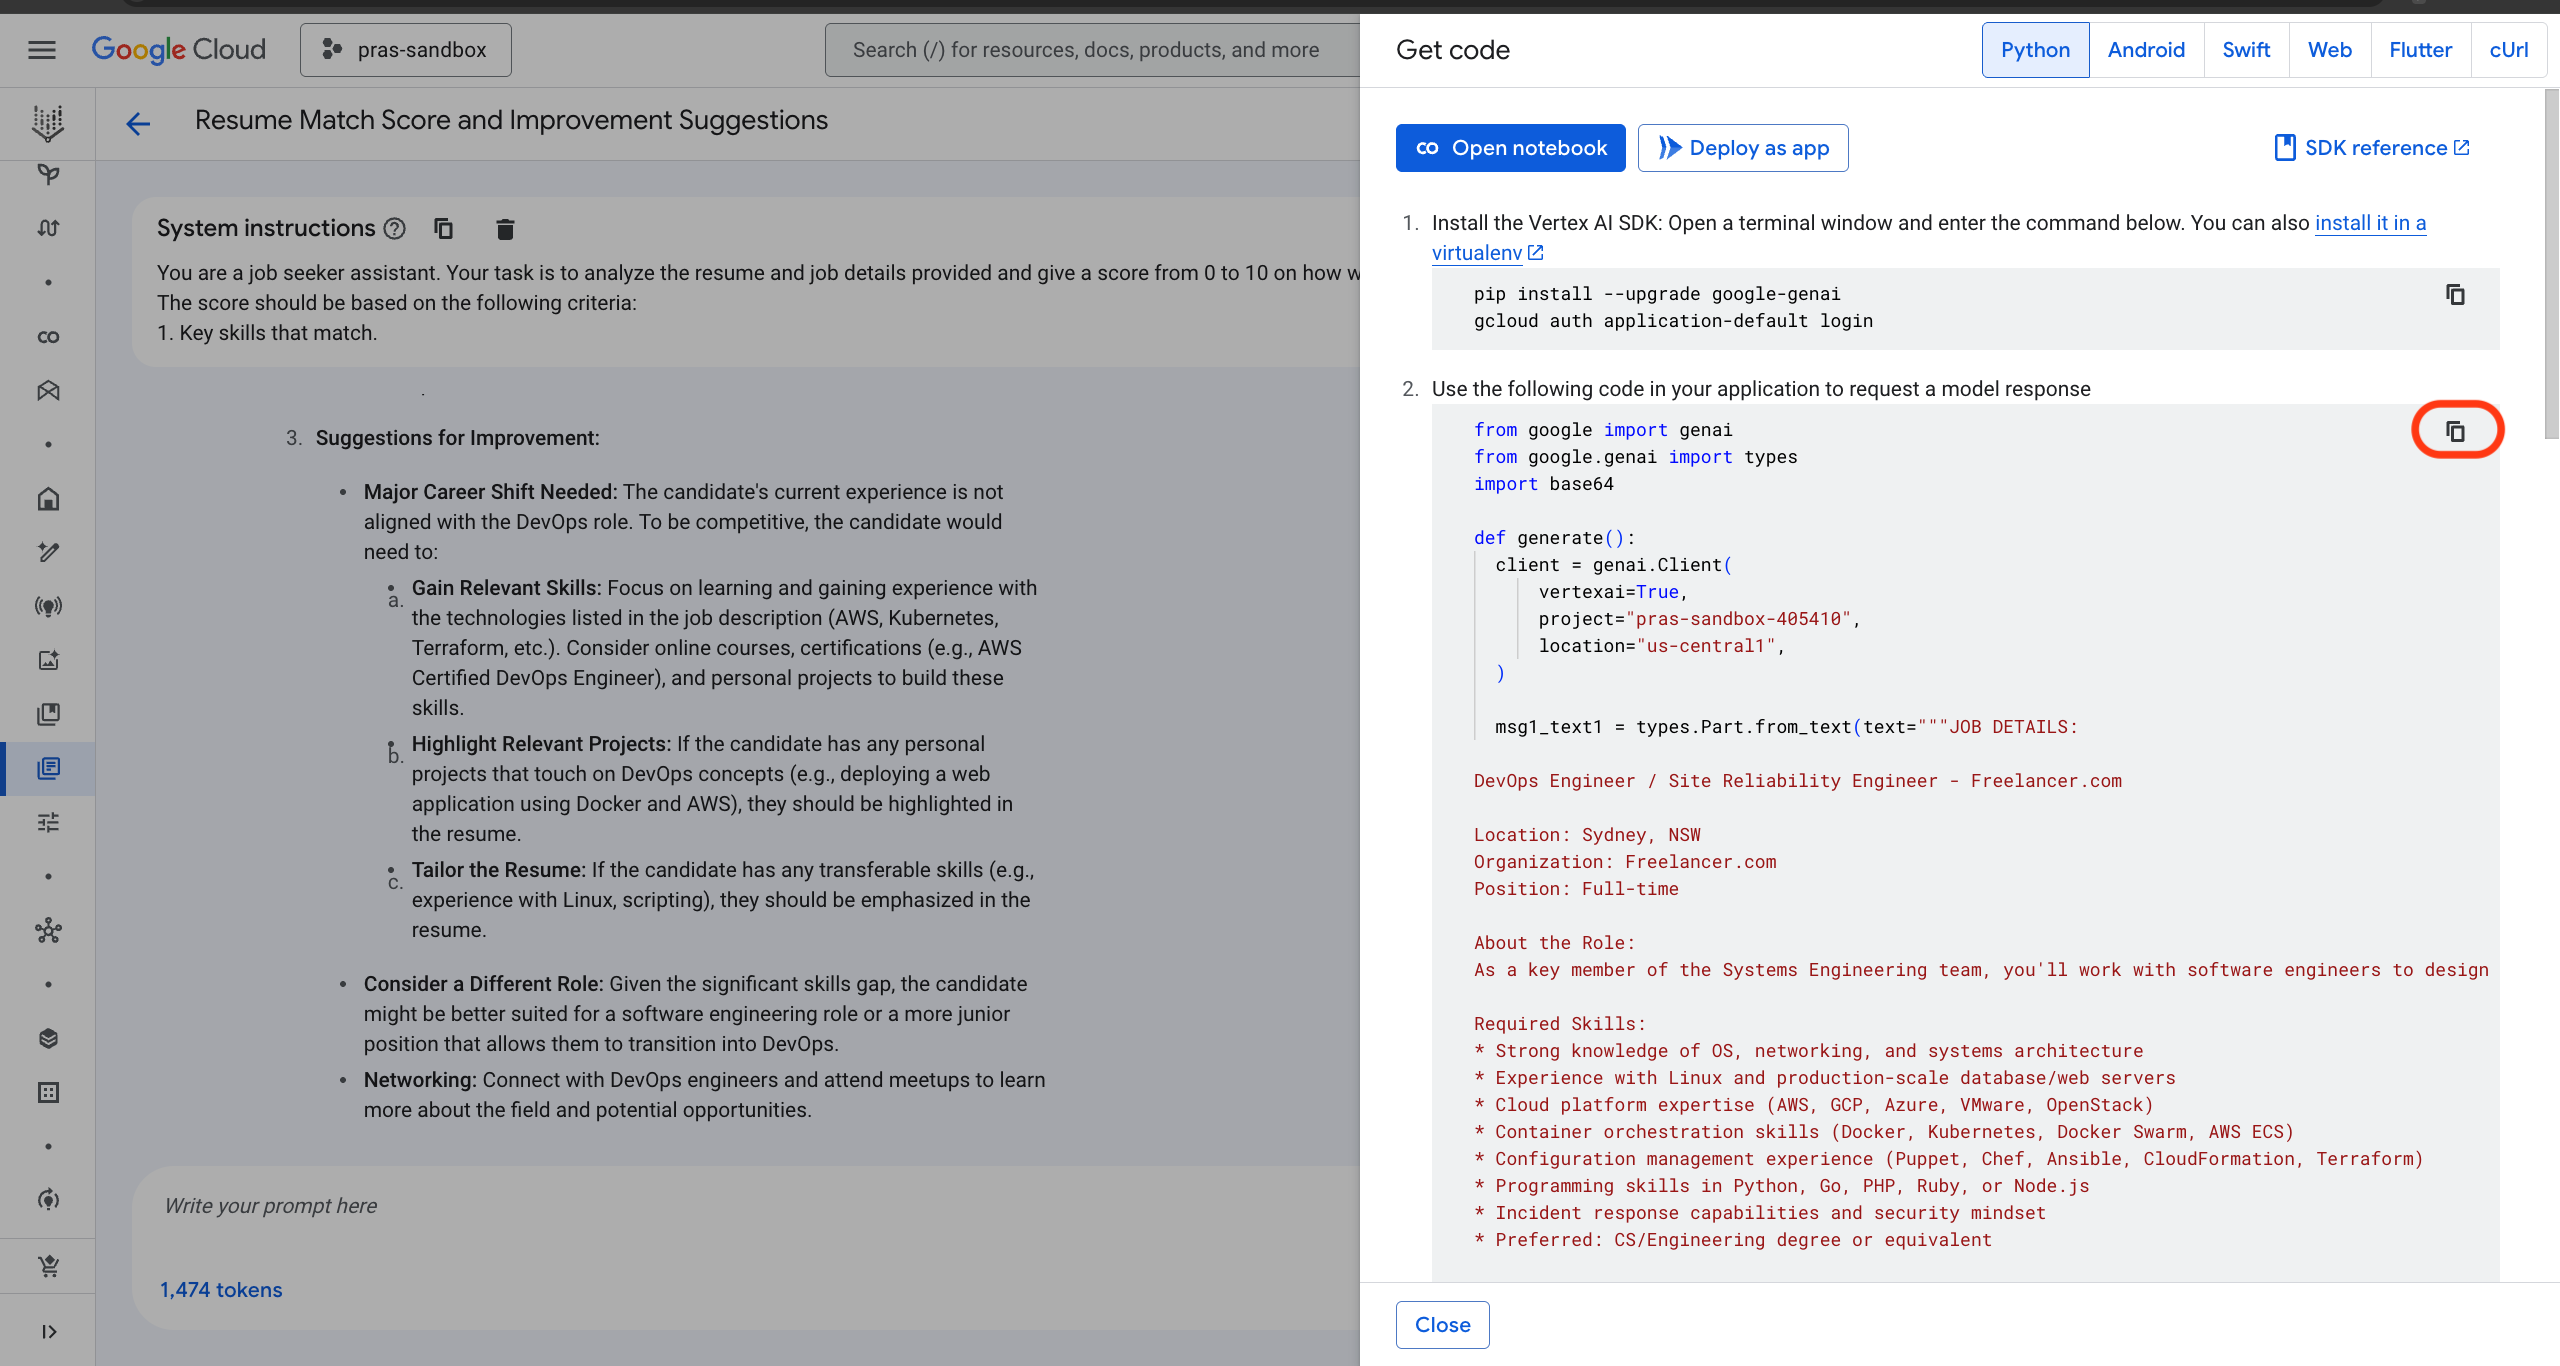 Google Cloud
pras-sandbox
Search (/) for resources, docs, products, and more
Resume Match Score and Improvement Suggestions
System instructions
You are a job seeker assistant. Your task is to analyze the resume and job details provided and give a score from 0 to 10 on how w
The score should be based on the following criteria:
1. Key skills that match.
3. Suggestions for Improvement:
• Major Career Shift Needed: The candidate's current experience is not
aligned with the DevOps role. To be competitive, the candidate would
need to:
a. Gain Relevant Skills: Focus on learning and gaining experience with
the technologies listed in the job description (AWS, Kubernetes,
Terraform, etc.). Consider online courses, certifications (e.g., AWS
Certified DevOps Engineer), and personal projects to build these
skills.
b. Highlight Relevant Projects: If the candidate has any personal
projects that touch on DevOps concepts (e.g., deploying a web
application using Docker and AWS), they should be highlighted in
the resume.
c. Tailor the Resume: If the candidate has any transferable skills (e.g.,
experience with Linux, scripting), they should be emphasized in the
resume.
• Consider a Different Role: Given the significant skills gap, the candidate
might be better suited for a software engineering role or a more junior
position that allows them to transition into DevOps.
• Networking: Connect with DevOps engineers and attend meetups to learn
more about the field and potential opportunities.
Write your prompt here
1,474 tokens
Get code
Python Android Swift Web Flutter cUrl
Open notebook
Deploy as app
SDK reference
1. Install the Vertex AI SDK: Open a terminal window and enter the command below. You can also install it in a
virtualenv
pip install --upgrade google-genai
gcloud auth application-default login
2. Use the following code in your application to request a model response
from google import genai
from google.genai import types
import base64
def generate():
client = genai.Client(
vertexai=True,
project="pras-sandbox-405410",
location="us-central1",
)
msg1_text1 = types.Part.from_text(text="""JOB DETAILS:
DevOps Engineer / Site Reliability Engineer - Freelancer.com
Location: Sydney, NSW
Organization: Freelancer.com
Position: Full-time
About the Role:
As a key member of the Systems Engineering team, you'll work with software engineers to design
Required Skills:
* Strong knowledge of OS, networking, and systems architecture
* Experience with Linux and production-scale database/web servers
* Cloud platform expertise (AWS, GCP, Azure, VMware, OpenStack)
* Container orchestration skills (Docker, Kubernetes, Docker Swarm, AWS ECS)
* Configuration management experience (Puppet, Chef, Ansible, CloudFormation, Terraform)
* Programming skills in Python, Go, PHP, Ruby, or Node.js
* Incident response capabilities and security mindset
* Preferred: CS/Engineering degree or equivalent
Close